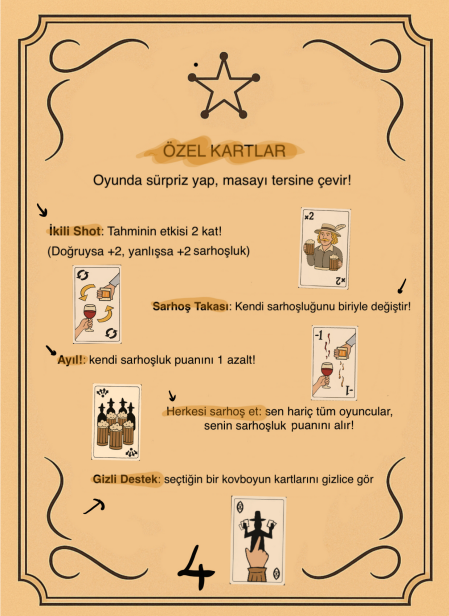 ÖZEL KARTLAR
Oyunda sürpriz yap, masayı tersine çevir!
İkili Shot: Tahminin etkisi 2 kat!
(Doğruysa +2, yanlışsa +2 sarhoşluk)
×2
×2
Sarhoş Takası: Kendi sarhoşluğunu biriyle değiştir!
Ayıl!: kendi sarhoşluk puanını 1 azalt!
-1
-1
Herkesi sarhoş et: sen hariç tüm oyuncular,
senin sarhoşluk puanını alır!
Gizli Destek: seçtiğin bir kovboyun kartlarını gizlice gör
4